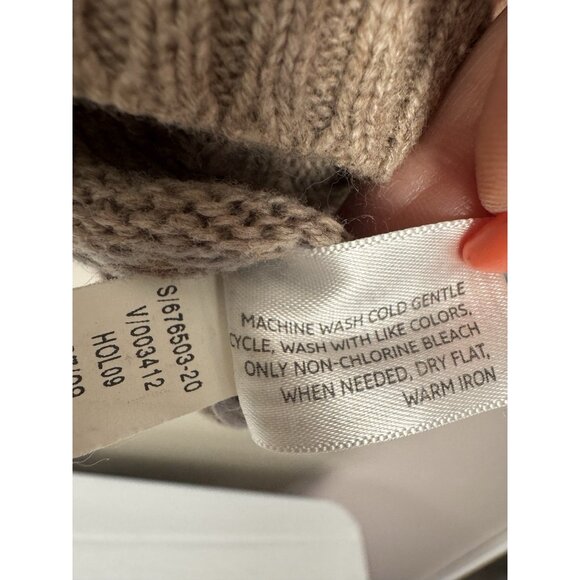 S/676503-20
V/003412
HOL09
MACHINE WASH COLD GENTLE
CYCLE, WASH WITH LIKE COLORS,
ONLY NON-CHLORINE BLEACH
WHEN NEEDED, DRY FLAT,
WARM IRON